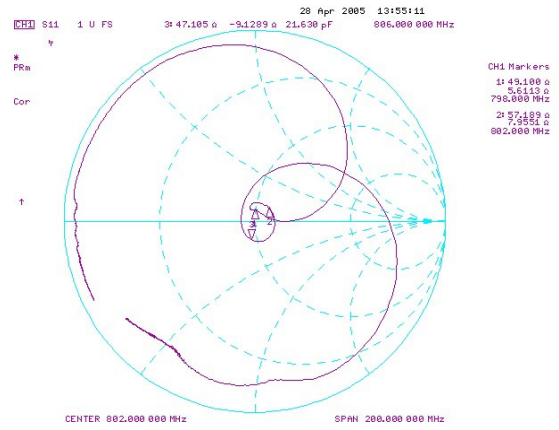 28 Apr 2005 13:55:11
CH1 S11 1 U FS 3: 47.105 Ω -9.1289 Ω 21.630 pF 806.000 000 MHz
*
PRm
Cor
↑
CH1 Markers
1: 49.100 Ω
5.6113 Ω
798.000 MHz
2: 57.189 Ω
7.9551 Ω
802.000 MHz
1
2
CENTER 802.000 000 MHz SPAN 200.000 000 MHz